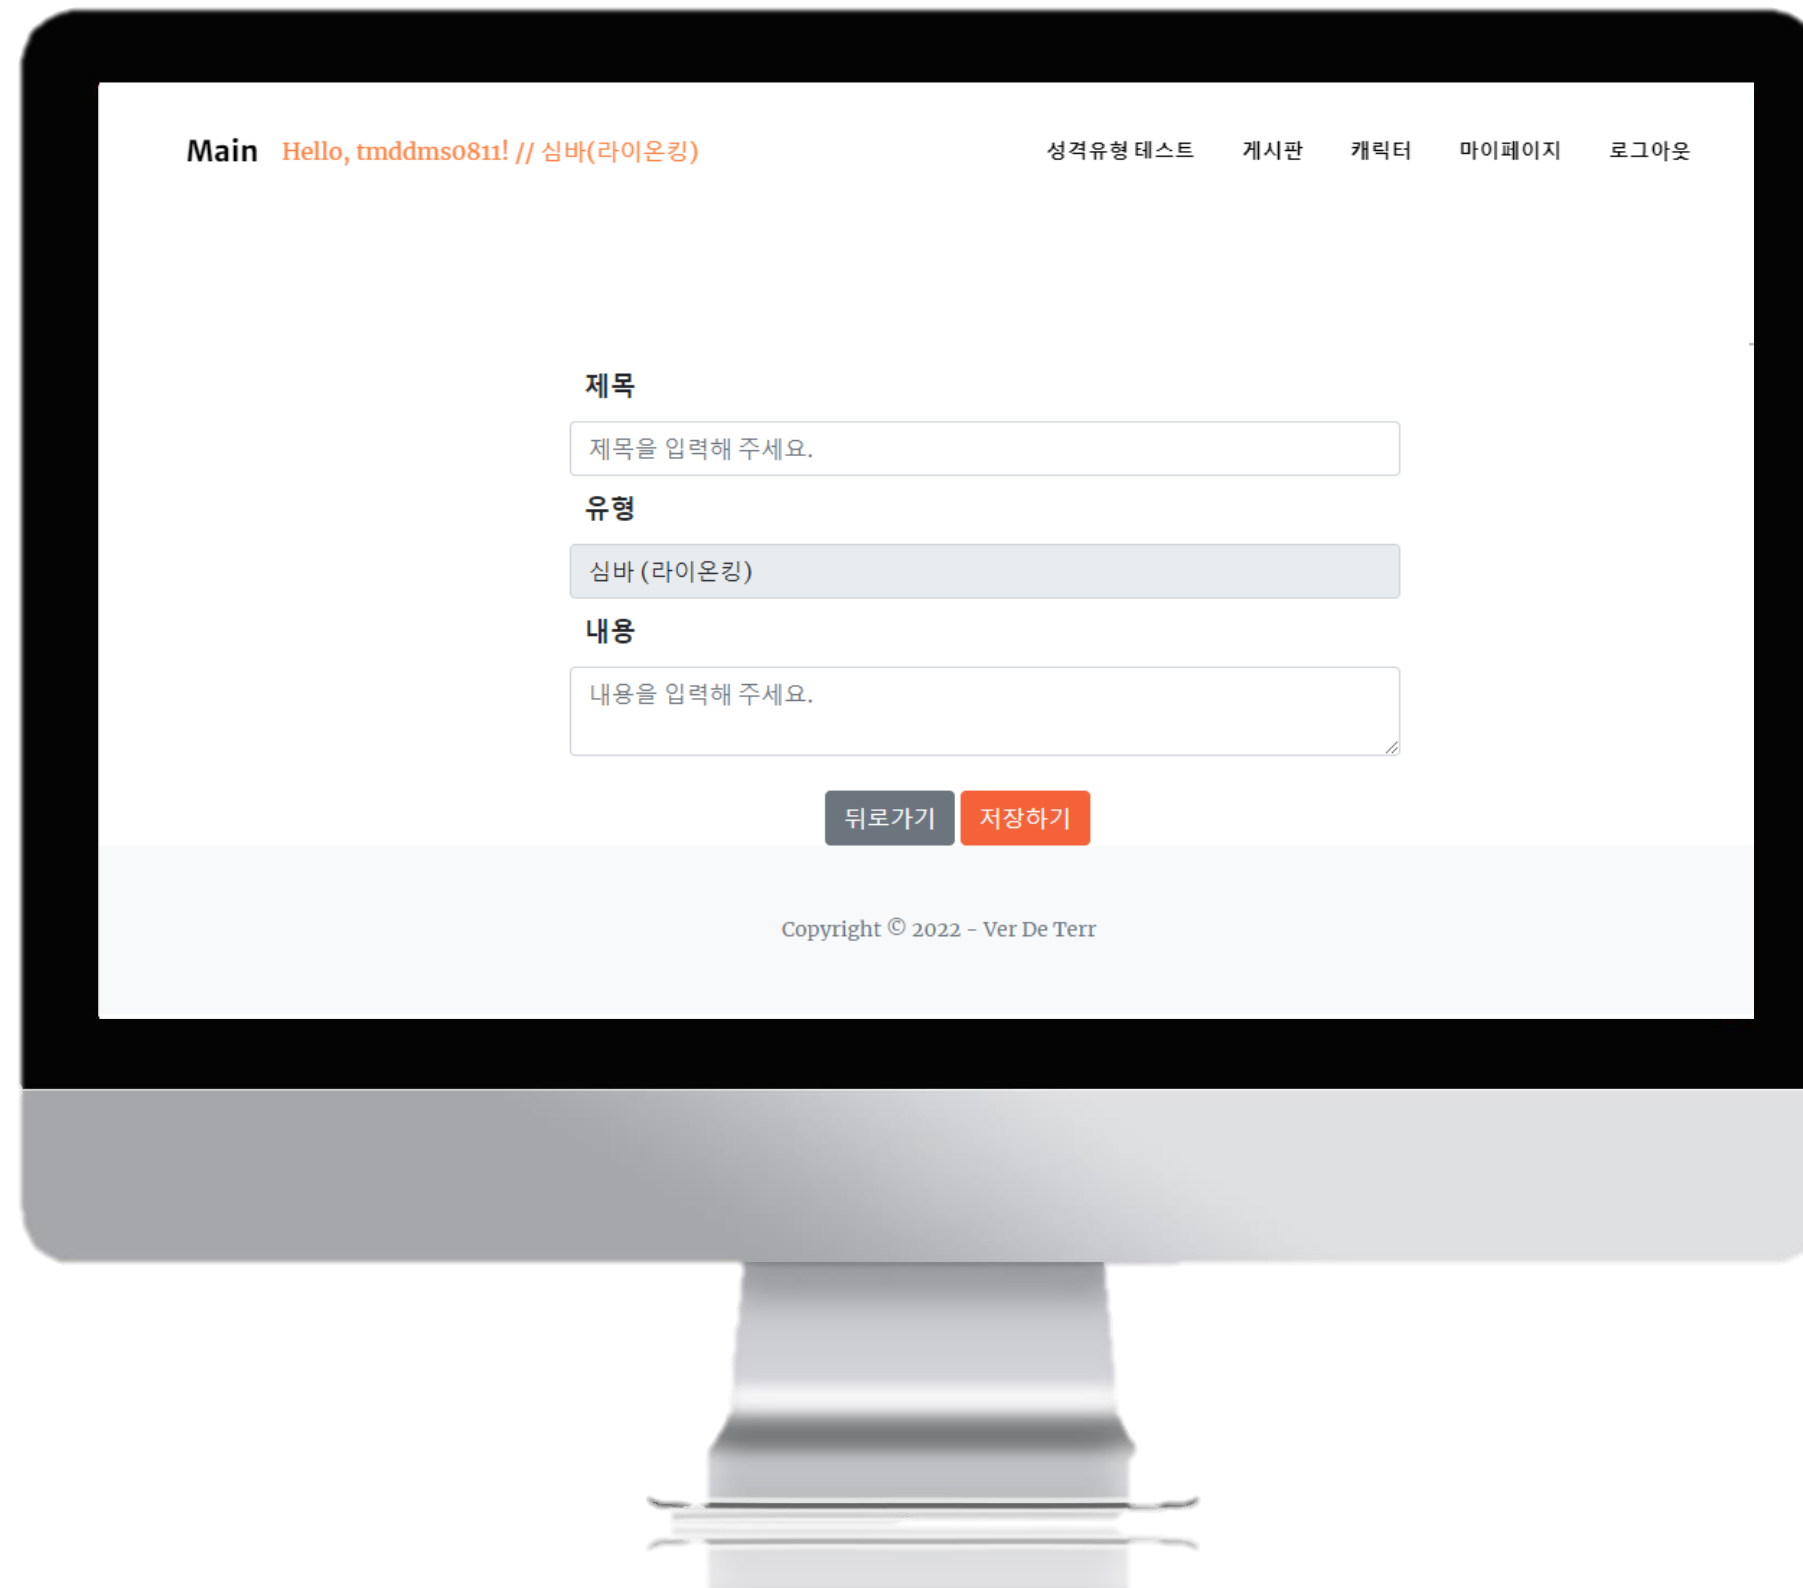 Main Hello, tmddms0811! // 심바(라이온킹) 성격유형 테스트 게시판 캐릭터 마이페이지 로그아웃
제목
제목을 입력해 주세요.
유형
심바 (라이온킹)
내용
내용을 입력해 주세요.
뒤로가기 저장하기
Copyright © 2022 - Ver De Terr